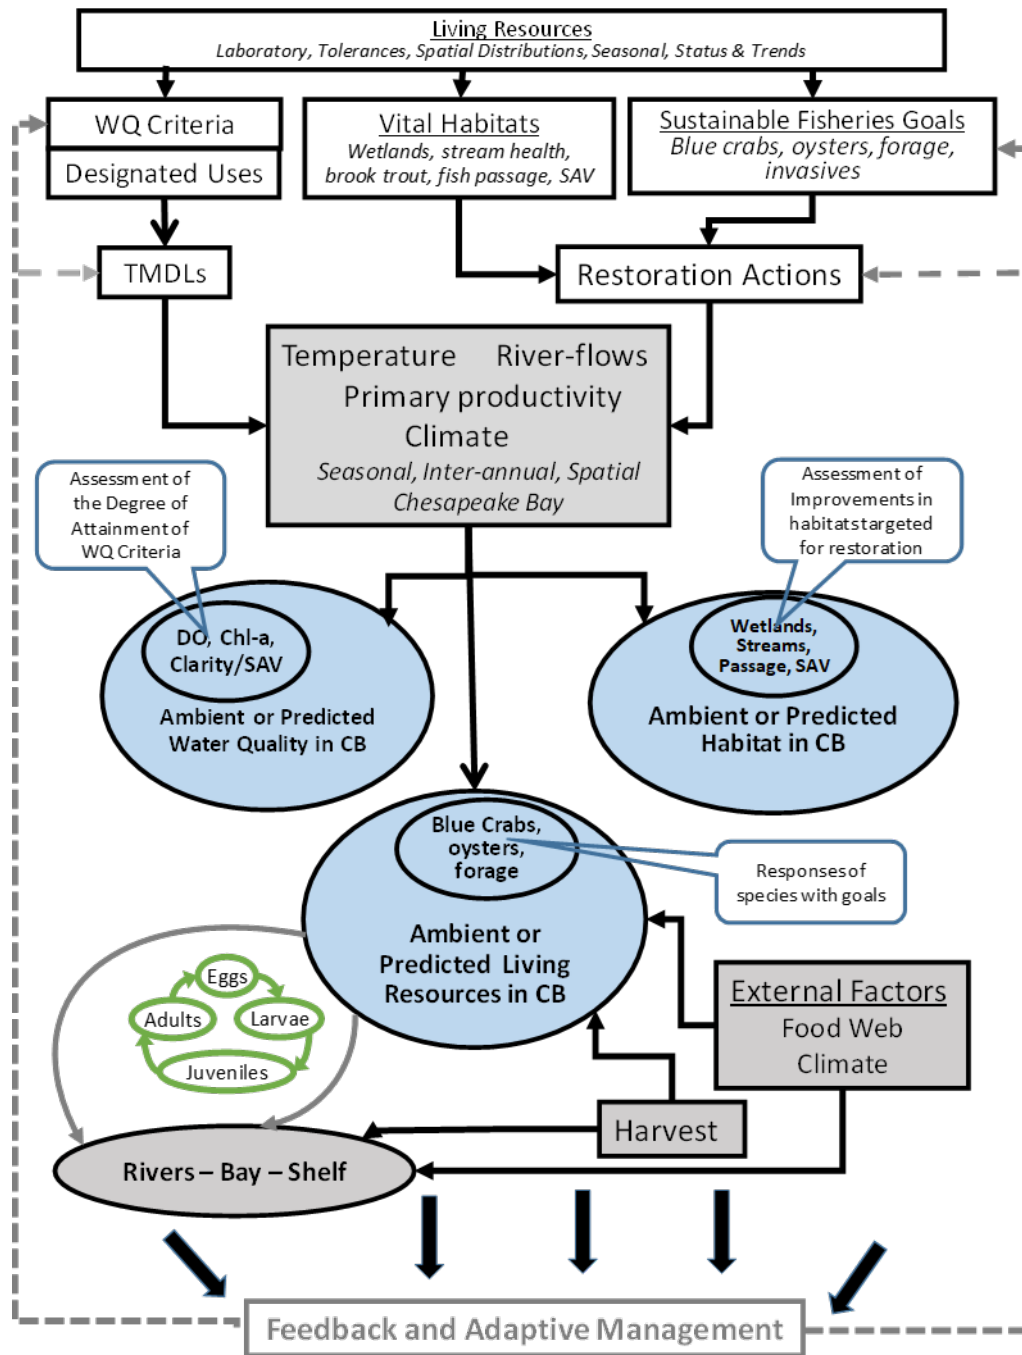 Living Resources
Laboratory, Tolerances, Spatial Distributions, Seasonal, Status & Trends
WQ Criteria
Designated Uses
Vital Habitats
Wetlands, stream health,
brook trout, fish passage, SAV
Sustainable Fisheries Goals
Blue crabs, oysters, forage,
invasives
TMDLs
Restoration Actions
Temperature River-flows
Primary productivity
Climate
Seasonal, Inter-annual, Spatial
Chesapeake Bay
Assessment of
the Degree of
Attainment of
WQ Criteria
Assessment of
Improvements in
habitats targeted
for restoration
DO, Chl-a,
Clarity/SAV
Ambient or Predicted
Water Quality in CB
Wetlands,
Streams,
Passage, SAV
Ambient or Predicted
Habitat in CB
Blue Crabs,
oysters,
forage
Responses of
species with goals
Ambient or
Predicted Living
Resources in CB
Eggs
Adults
Larvae
Juveniles
External Factors
Food Web
Climate
Harvest
Rivers – Bay – Shelf
Feedback and Adaptive Management